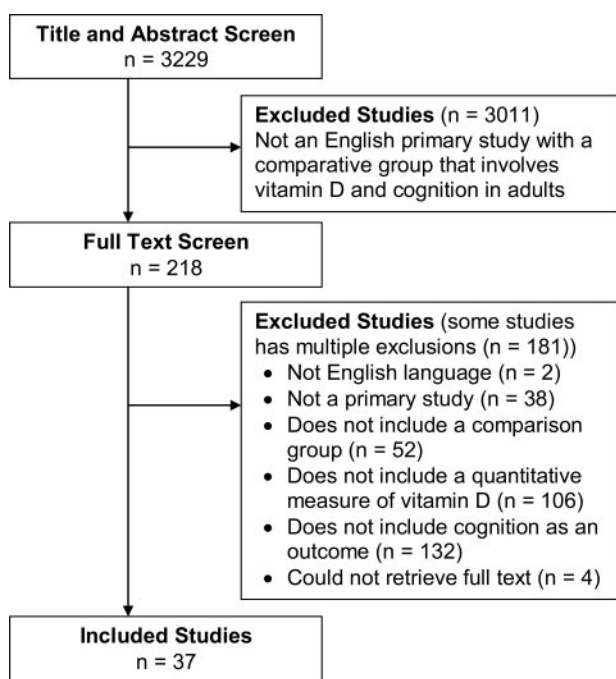 Title and Abstract Screen
n = 3229
Excluded Studies (n = 3011)
Not an English primary study with a
comparative group that involves
vitamin D and cognition in adults
Full Text Screen
n = 218
Excluded Studies (some studies
has multiple exclusions (n = 181))
• Not English language (n = 2)
• Not a primary study (n = 38)
• Does not include a comparison
group (n = 52)
• Does not include a quantitative
measure of vitamin D (n = 106)
• Does not include cognition as an
outcome (n = 132)
• Could not retrieve full text (n = 4)
Included Studies
n = 37